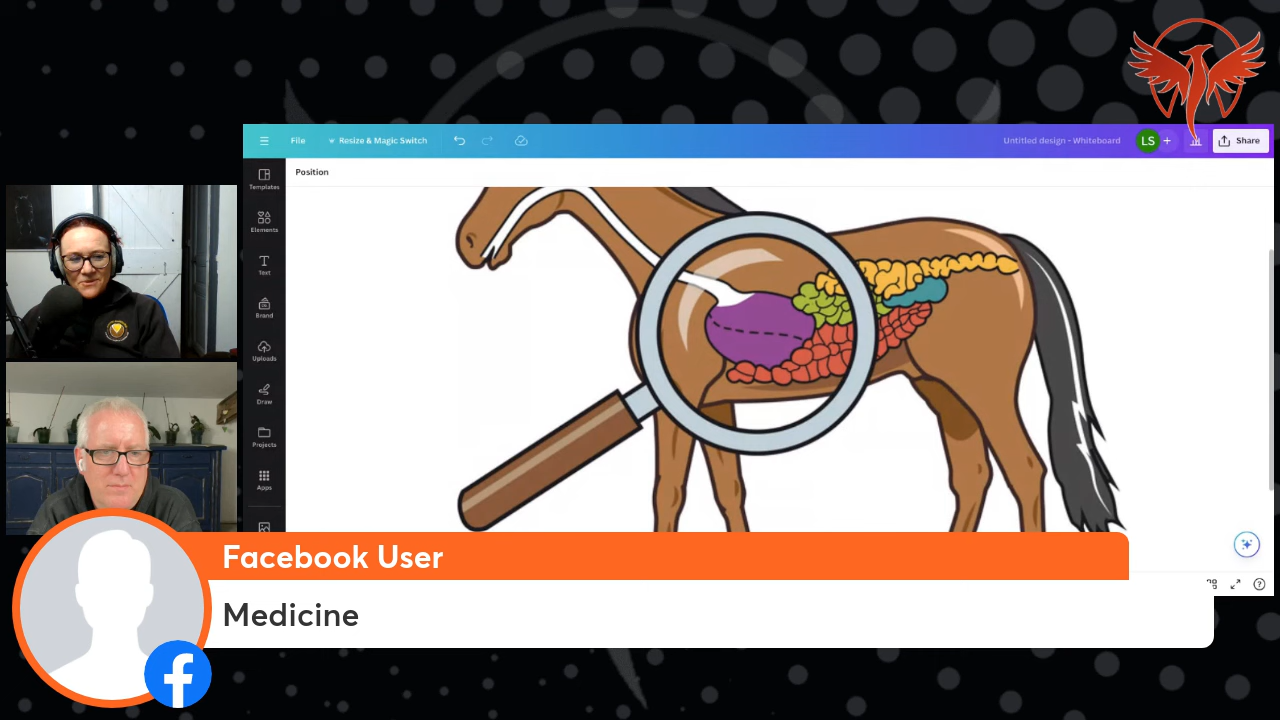 File
Resize & Magic Switch
Untitled design - Whiteboard
LS
+
Share
Templates
Position
Elements
Text
Brand
Uploads
Draw
Projects
Apps
Facebook User
Medicine